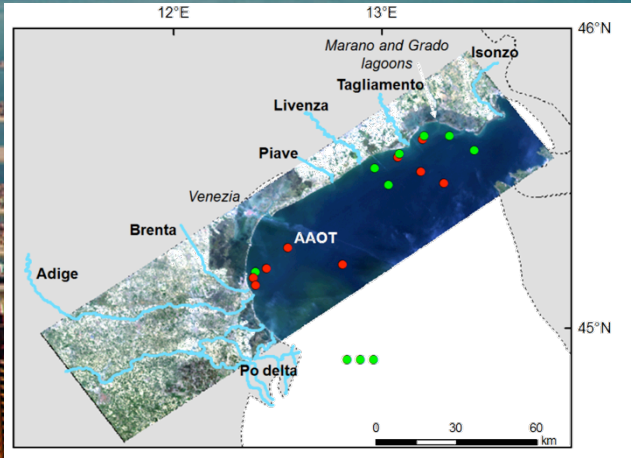 12°E
13°E
46°N
Marano and Grado
lagoons
Isonzo
Tagliamento
Livenza
Piave
Venezia
Brenta
AAOT
Adige
45°N
Po delta
0
30
60
km